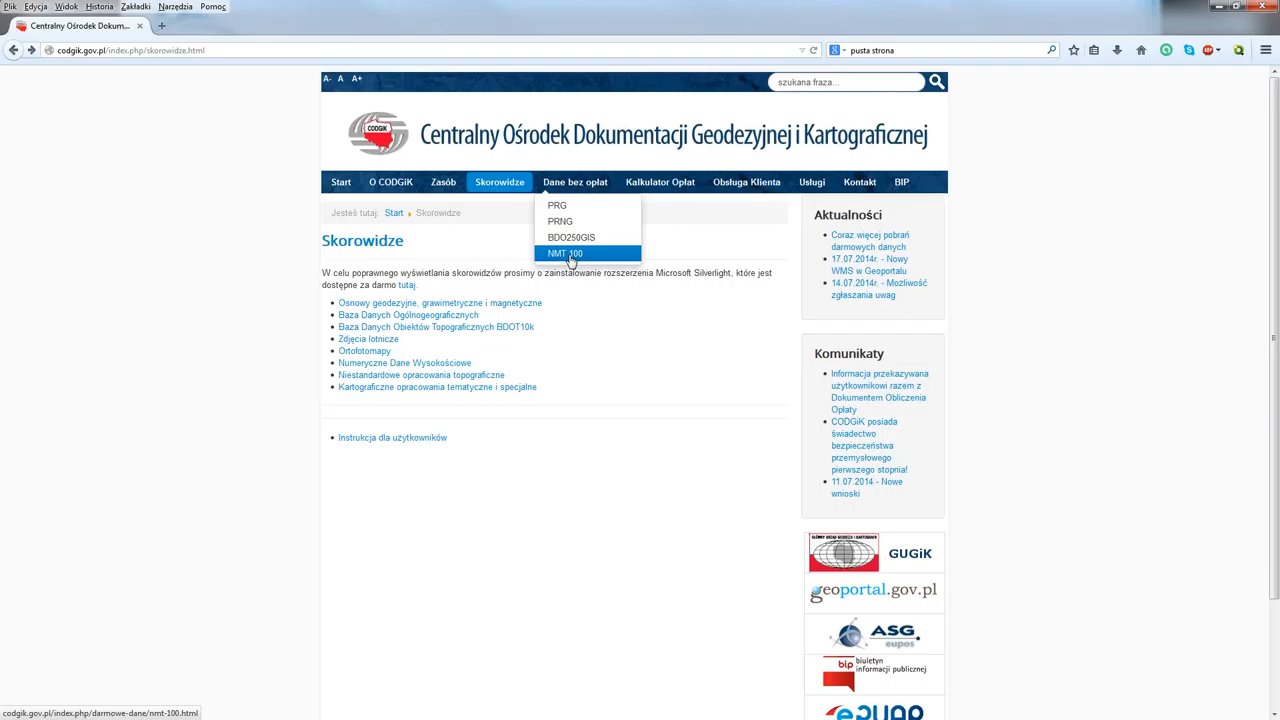 Plik Edycja Widok Historia Zakładki Narzędzia Pomoc
Centralny Ośrodek Dokum...
codgik.gov.pl/index.php/skorowidze.html
pusta strona
A- A A+
szukana fraza...
CODGiK
Centralny Ośrodek Dokumentacji Geodezyjnej i Kartograficznej
Start O CODGiK Zasób Skorowidze Dane bez opłat Kalkulator Opłat Obsługa Klienta Usługi Kontakt BIP
PRG
PRNG
BDO250GIS
NMT 100
Jesteś tutaj: Start Skorowidze
Skorowidze
W celu poprawnego wyświetlania skorowidzów prosimy o zainstalowanie rozszerzenia Microsoft Silverlight, które jest
dostępne za darmo tutaj.
Osnowy geodezyjne, grawimetryczne i magnetyczne
Baza Danych Ogólnogeograficznych
Baza Danych Obiektów Topograficznych BDOT10k
Zdjęcia lotnicze
Ortofotomapy
Numeryczne Dane Wysokościowe
Niestandardowe opracowania topograficzne
Kartograficzne opracowania tematyczne i specjalne
Instrukcja dla użytkowników
Aktualności
Coraz więcej pobrań
darmowych danych
17.07.2014r. - Nowy
WMS w Geoportalu
14.07.2014r. - Możliwość
zgłaszania uwag
Komunikaty
Informacja przekazywana
użytkownikowi razem z
Dokumentem Obliczenia
Opłaty
CODGiK posiada
świadectwo
bezpieczeństwa
przemysłowego
pierwszego stopnia!
11.07.2014 - Nowe
wnioski
GŁÓWNY URZĄD GEODEZJI I KARTOGRAFII
GUGiK
geoportal.gov.pl
ASG
eupos
bip biuletyn
informacji publicznej
ePUAP
codgik.gov.pl/index.php/darmowe-dane/nmt-100.html